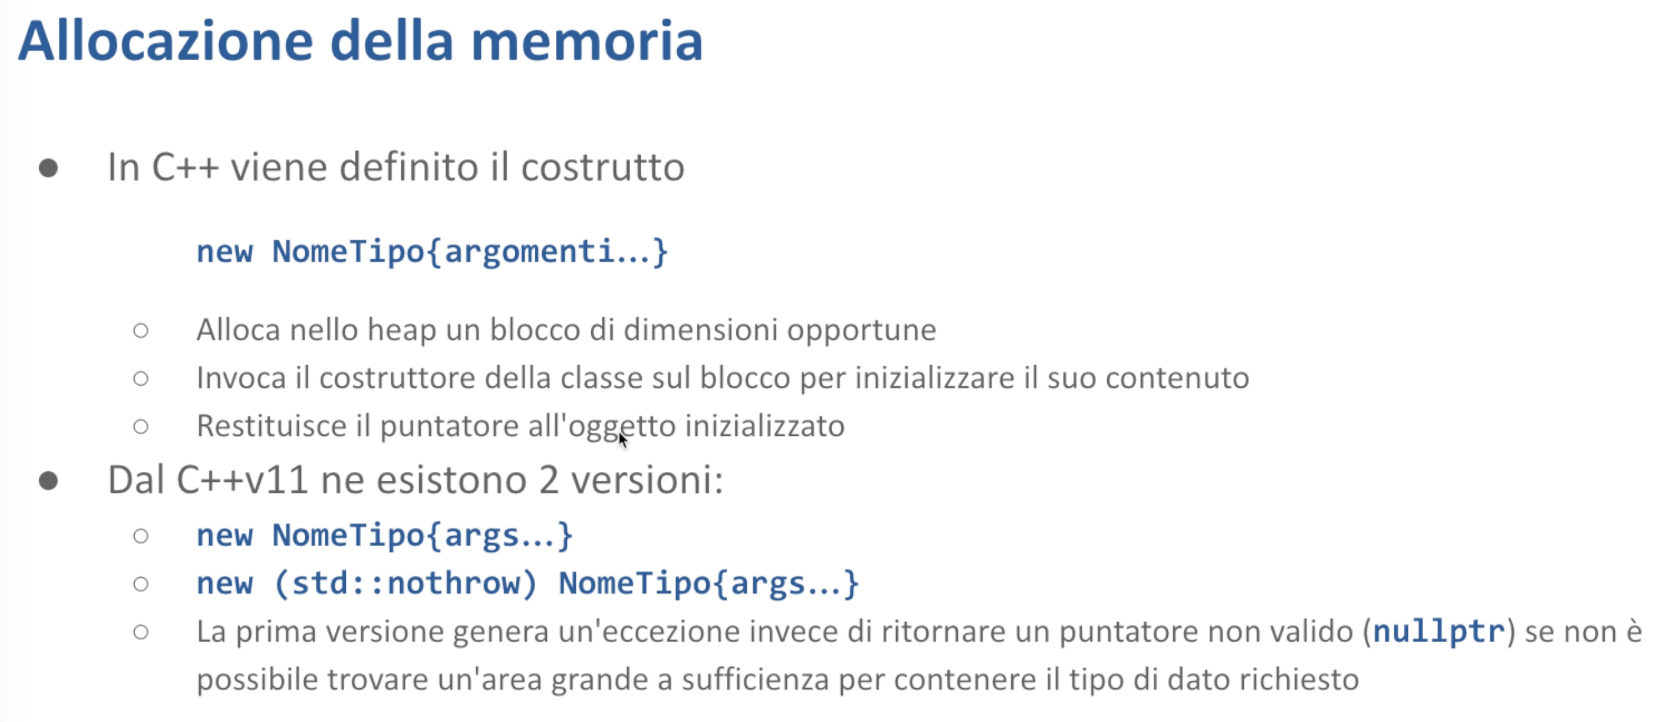 Allocazione della memoria
● In C++ viene definito il costrutto
new NomeTipo{argomenti…}
○ Alloca nello heap un blocco di dimensioni opportune
○ Invoca il costruttore della classe sul blocco per inizializzare il suo contenuto
○ Restituisce il puntatore all'oggetto inizializzato
● Dal C++v11 ne esistono 2 versioni:
○ new NomeTipo{args…}
○ new (std::nothrow) NomeTipo{args…}
○ La prima versione genera un'eccezione invece di ritornare un puntatore non valido (nullptr) se non è
possibile trovare un'area grande a sufficienza per contenere il tipo di dato richiesto